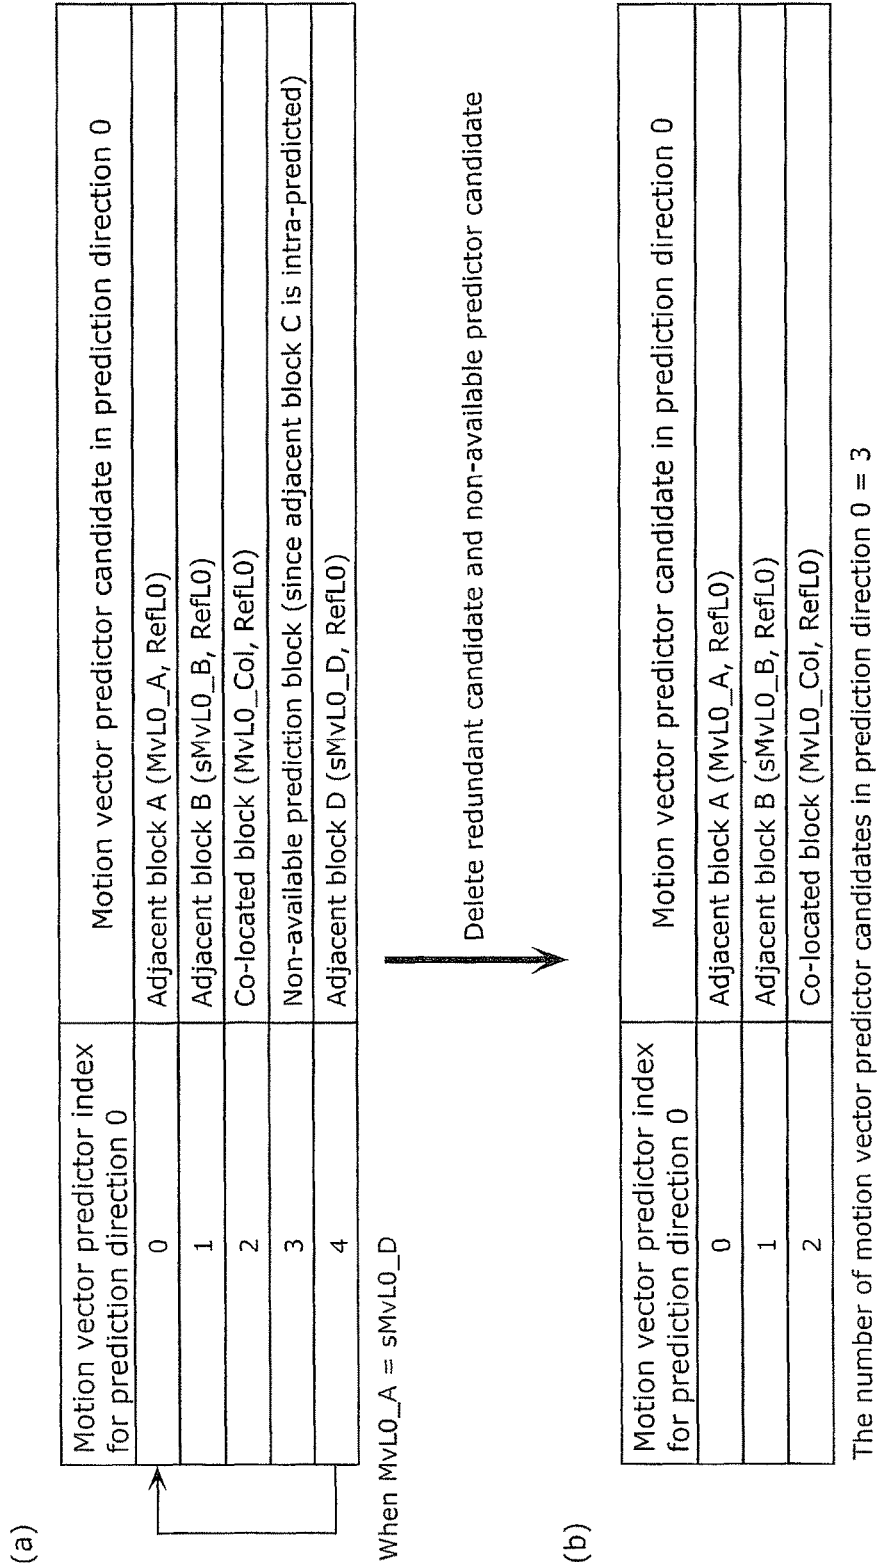 (a)
Motion vector predictor index
for prediction direction 0
Motion vector predictor candidate in prediction direction 0
0
Adjacent block A (MvL0_A, RefL0)
1
Adjacent block B (sMvL0_B, RefL0)
2
Co-located block (MvL0_Col, RefL0)
3
Non-available prediction block (since adjacent block C is intra-predicted)
4
Adjacent block D (sMvL0_D, RefL0)
When MvL0_A = sMvL0_D
Delete redundant candidate and non-available predictor candidate
(b)
Motion vector predictor index
for prediction direction 0
Motion vector predictor candidate in prediction direction 0
0
Adjacent block A (MvL0_A, RefL0)
1
Adjacent block B (sMvL0_B, RefL0)
2
Co-located block (MvL0_Col, RefL0)
The number of motion vector predictor candidates in prediction direction 0 = 3